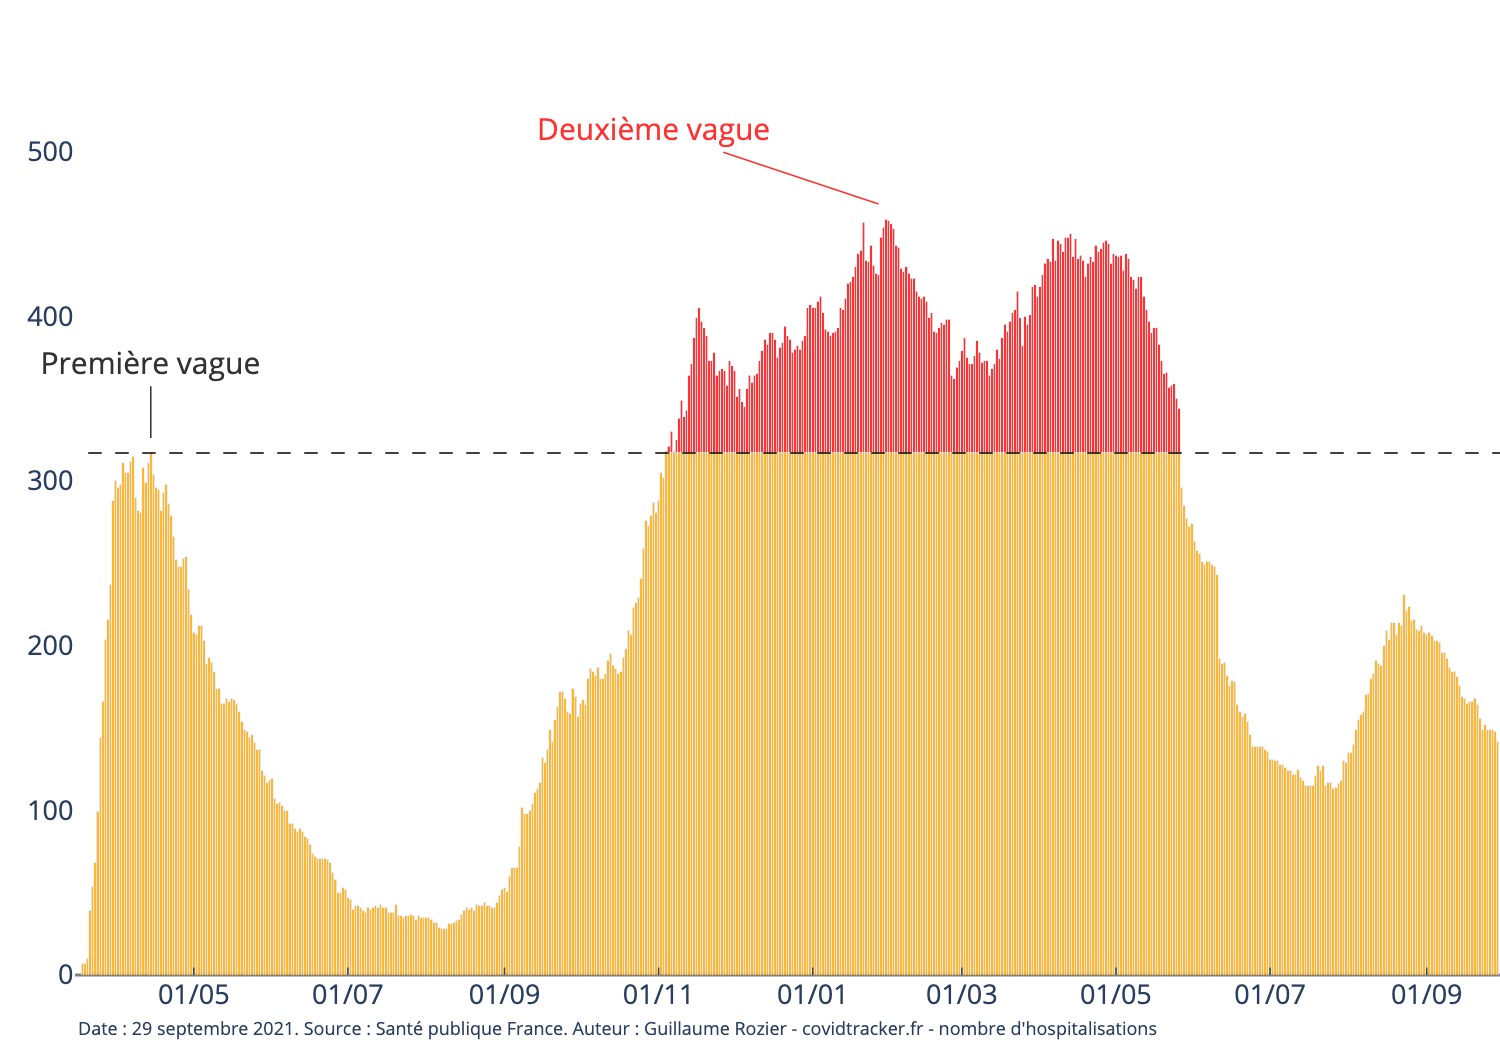 Deuxième vague
500
400
Première vague
300
200
100
0
01/05 01/07 01/09 01/11 01/01 01/03 01/05 01/07 01/09
Date : 29 septembre 2021. Source : Santé publique France. Auteur : Guillaume Rozier - covidtracker.fr - nombre d'hospitalisations